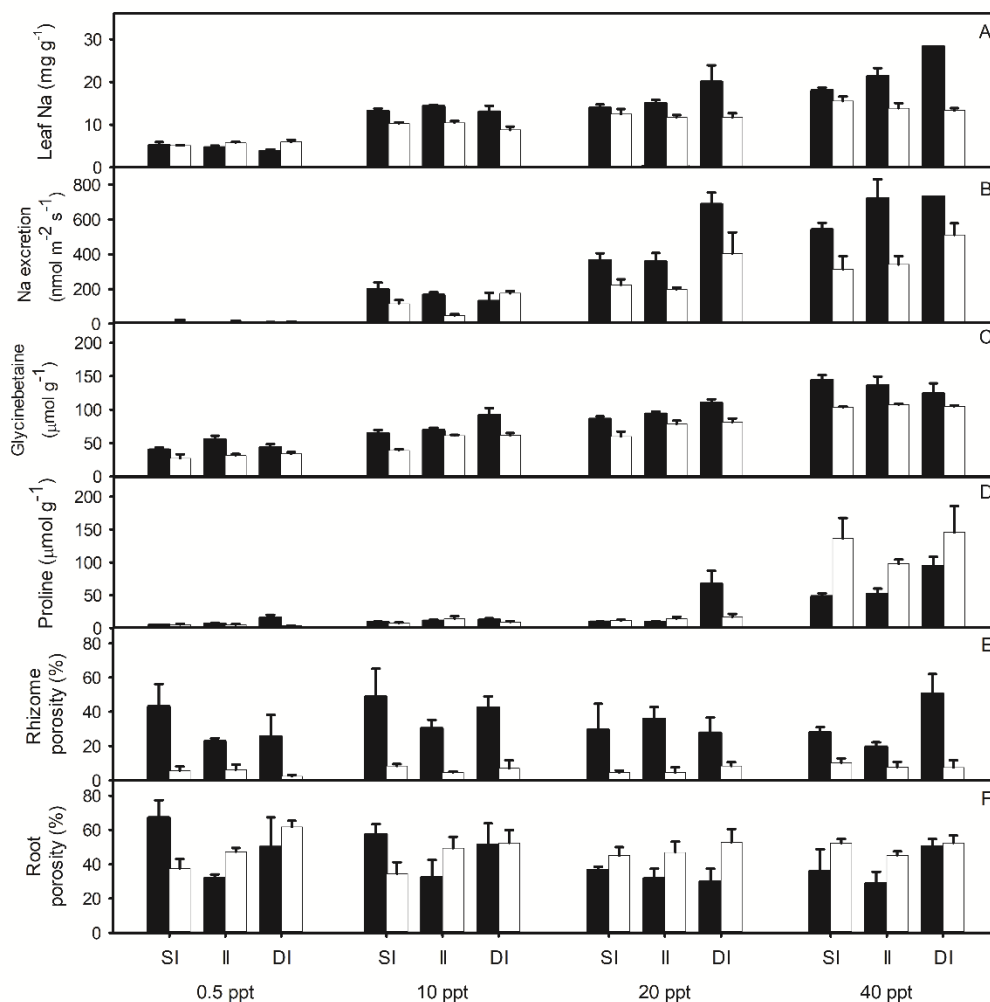 A
Leaf Na (mg g⁻¹)
30
20
10
0
B
Na excretion
(nmol m⁻² s⁻¹)
800
600
400
200
0
C
Glycinebetaine
(μmol g⁻¹)
200
150
100
50
0
D
Proline (μmol g⁻¹)
200
150
100
50
0
E
Rhizome
porosity (%)
80
60
40
20
0
F
Root
porosity (%)
80
60
40
20
0
SI II DI SI II DI SI II DI SI II DI
0.5 ppt 10 ppt 20 ppt 40 ppt